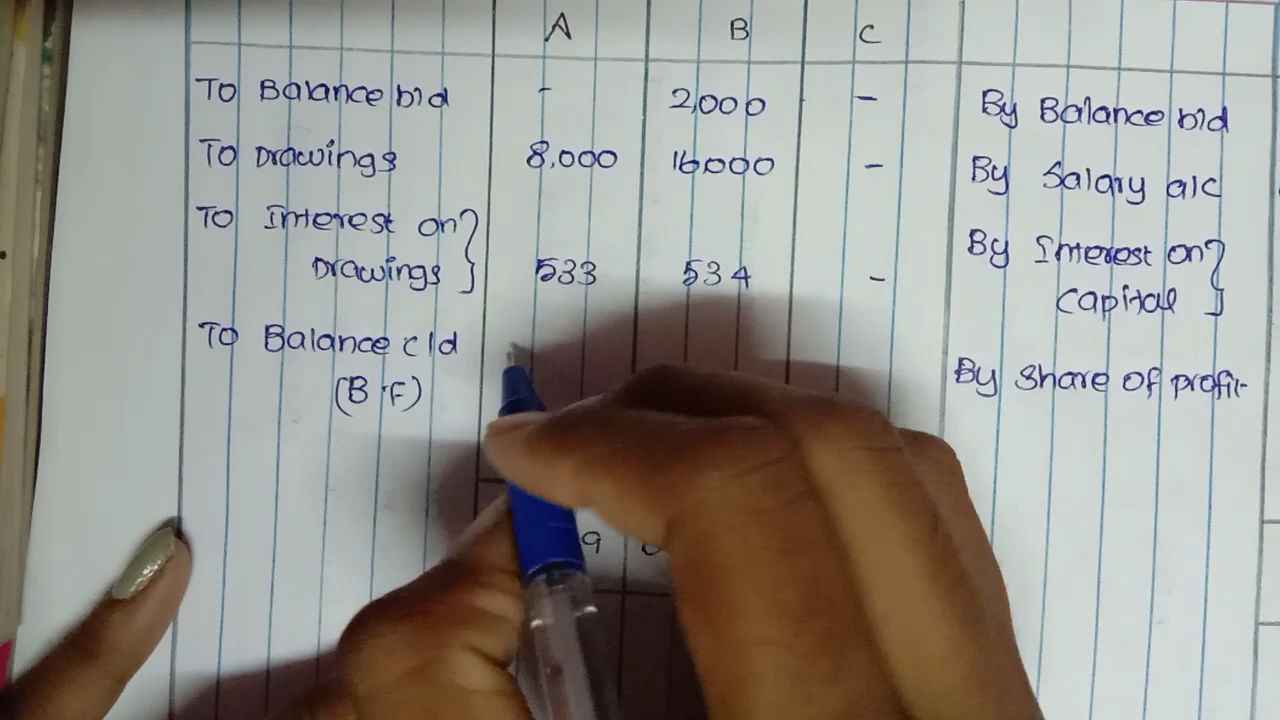 A B C
To Balance b/d - 2,000 - By Balance b/d
To Drawings 8,000 16000 - By Salary a/c
To Interest on } By Interest on }
Drawings 533 534 - capital
To Balance c/d By share of profit
(B.F)
9